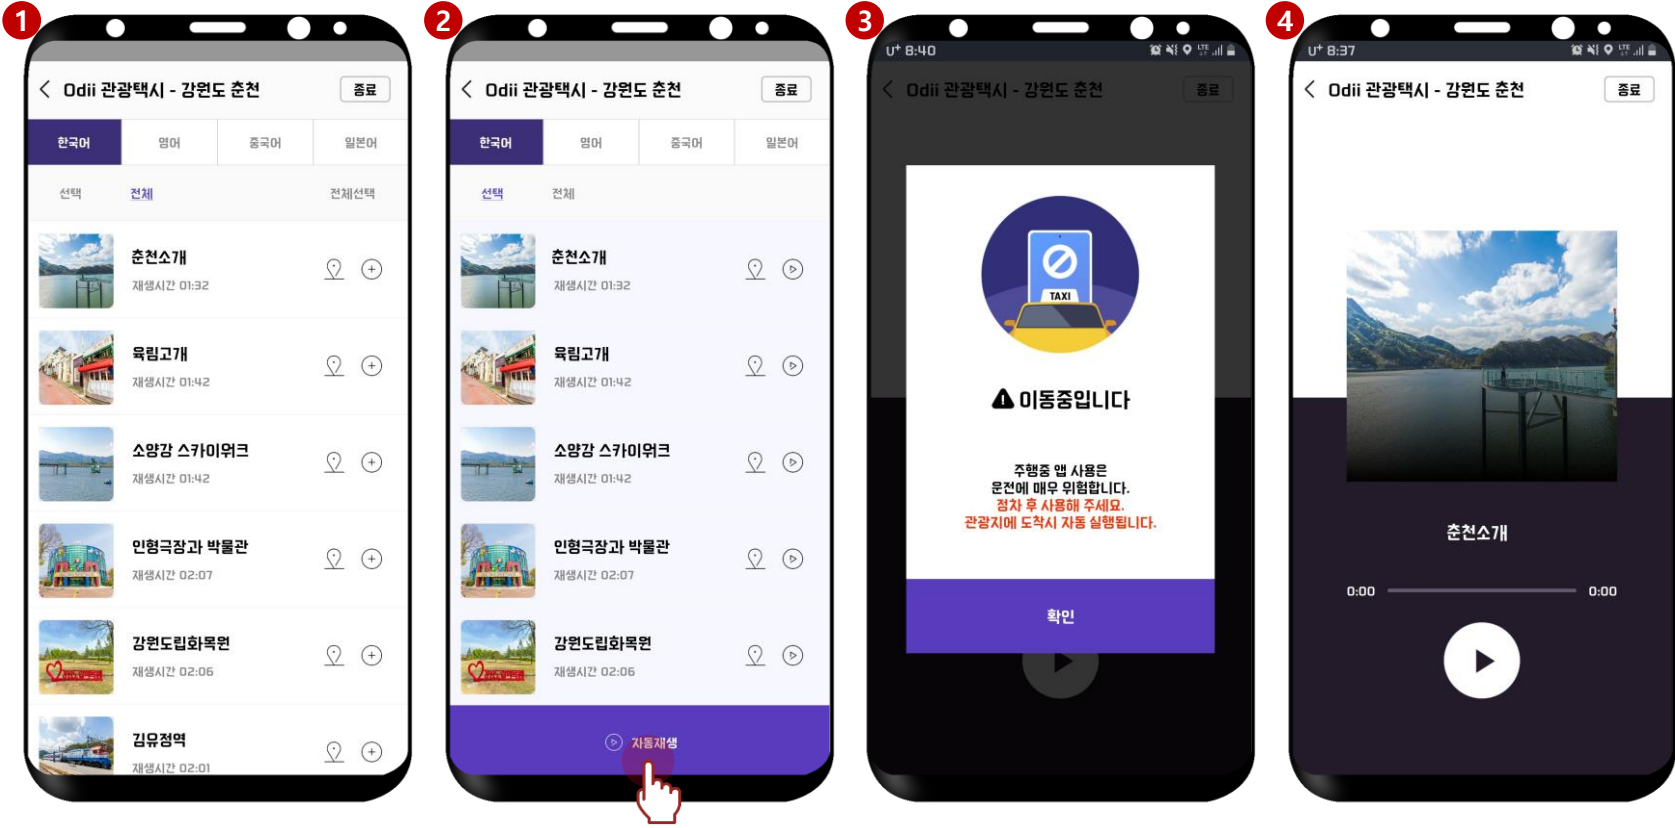 1
Odii 관광택시 - 강원도 춘천
종료
한국어
영어
중국어
일본어
선택
전체
전체선택
춘천소개
재생시간 01:32
육림고개
재생시간 01:42
소양강 스카이워크
재생시간 01:42
인형극장과 박물관
재생시간 02:07
강원도립화목원
재생시간 02:06
김유정역
재생시간 02:01
2
Odii 관광택시 - 강원도 춘천
종료
한국어
영어
중국어
일본어
선택
전체
춘천소개
재생시간 01:32
육림고개
재생시간 01:42
소양강 스카이워크
재생시간 01:42
인형극장과 박물관
재생시간 02:07
강원도립화목원
재생시간 02:06
자동재생
3
U+ 8:40
LTE
Odii 관광택시 - 강원도 춘천
종료
TAXI
이동중입니다
주행중 앱 사용은
운전에 매우 위험합니다.
정차 후 사용해 주세요.
관광지에 도착시 자동 실행됩니다.
확인
4
U+ 8:37
LTE
Odii 관광택시 - 강원도 춘천
종료
춘천소개
0:00
0:00